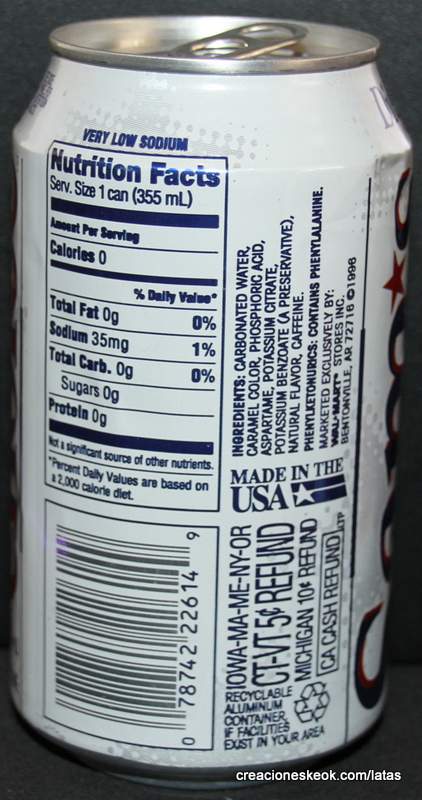 VERY LOW SODIUM
Nutrition Facts
Serv. Size 1 can (355 mL)
Amount Per Serving
Calories 0
% Daily Value*
Total Fat 0g 0%
Sodium 35mg 1%
Total Carb. 0g 0%
Sugars 0g
Protein 0g
Not a significant source of other nutrients.
*Percent Daily Values are based on
a 2,000 calorie diet.
INGREDIENTS: CARBONATED WATER,
CARAMEL COLOR, PHOSPHORIC ACID,
ASPARTAME, POTASSIUM CITRATE,
POTASSIUM BENZOATE (A PRESERVATIVE),
NATURAL FLAVOR, CAFFEINE.
PHENYLKETONURICS: CONTAINS PHENYLALANINE.
MARKETED EXCLUSIVELY BY:
WAL-MART STORES INC.
BENTONVILLE, AR 72716 ©1996
MADE IN THE
USA
0 78742 22614 9
IOWA-MA-ME-NY-OR
CT-VT 5¢ REFUND
MICHIGAN 10¢ REFUND
CA CASH REFUND
RECYCLABLE
ALUMINUM
CONTAINER,
IF FACILITIES
EXIST IN YOUR AREA
creacioneskeok.com/latas